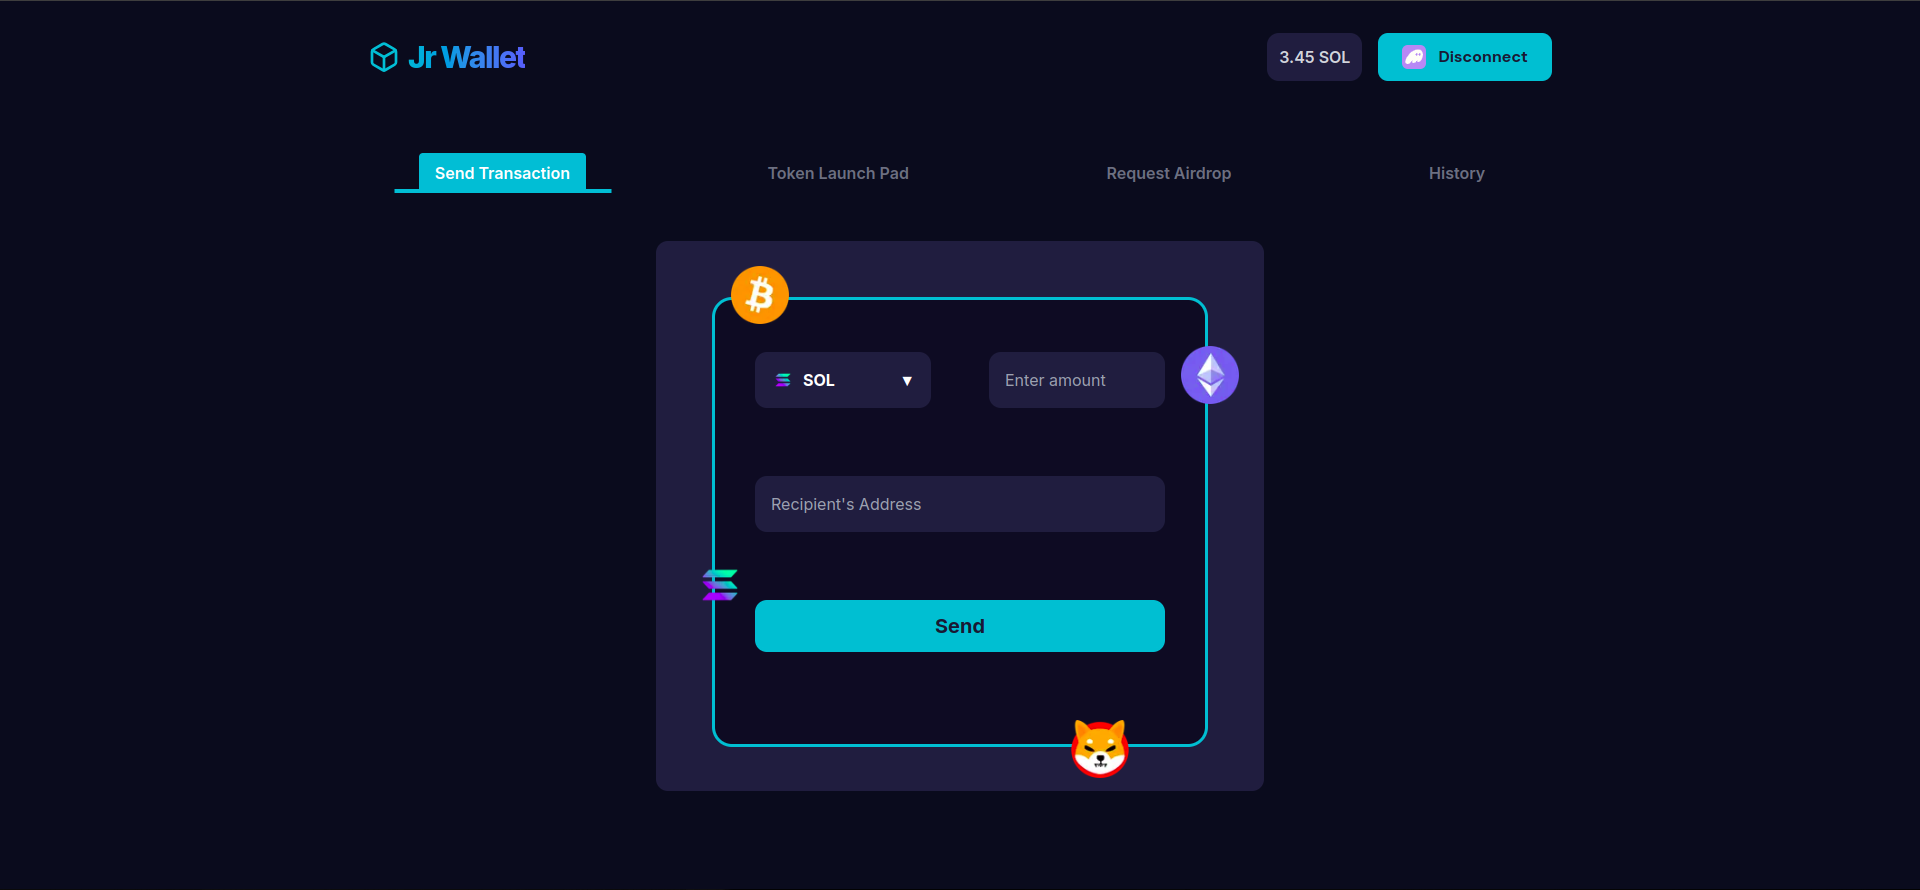 Jr Wallet
3.45 SOL
Disconnect
Send Transaction
Token Launch Pad
Request Airdrop
History
SOL ▼
Enter amount
Recipient's Address
Send